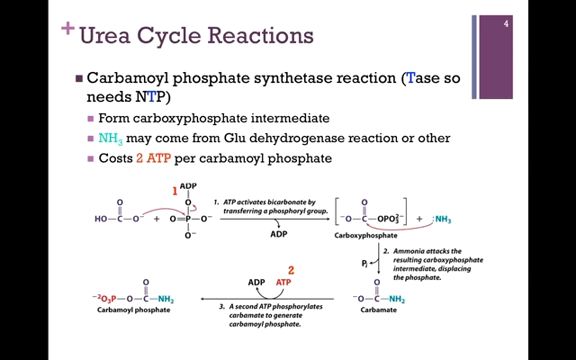 4
+ Urea Cycle Reactions
Carbamoyl phosphate synthetase reaction (Tase so
needs NTP)
Form carboxyphosphate intermediate
NH3 may come from Glu dehydrogenase reaction or other
Costs 2 ATP per carbamoyl phosphate
1 ADP
O
HO—C—O⁻ + O=P—O⁻
O
O⁻
1. ATP activates bicarbonate by
transferring a phosphoryl group.
ADP
O
⁻O—C—OPO3²⁻ + :NH3
Carboxyphosphate
2. Ammonia attacks the
resulting carboxyphosphate
intermediate, displacing
the phosphate.
Pi
O
⁻²O3P—O—C—NH2
Carbamoyl phosphate
2
ADP ATP
3. A second ATP phosphorylates
carbamate to generate
carbamoyl phosphate.
O
⁻O—C—NH2
Carbamate